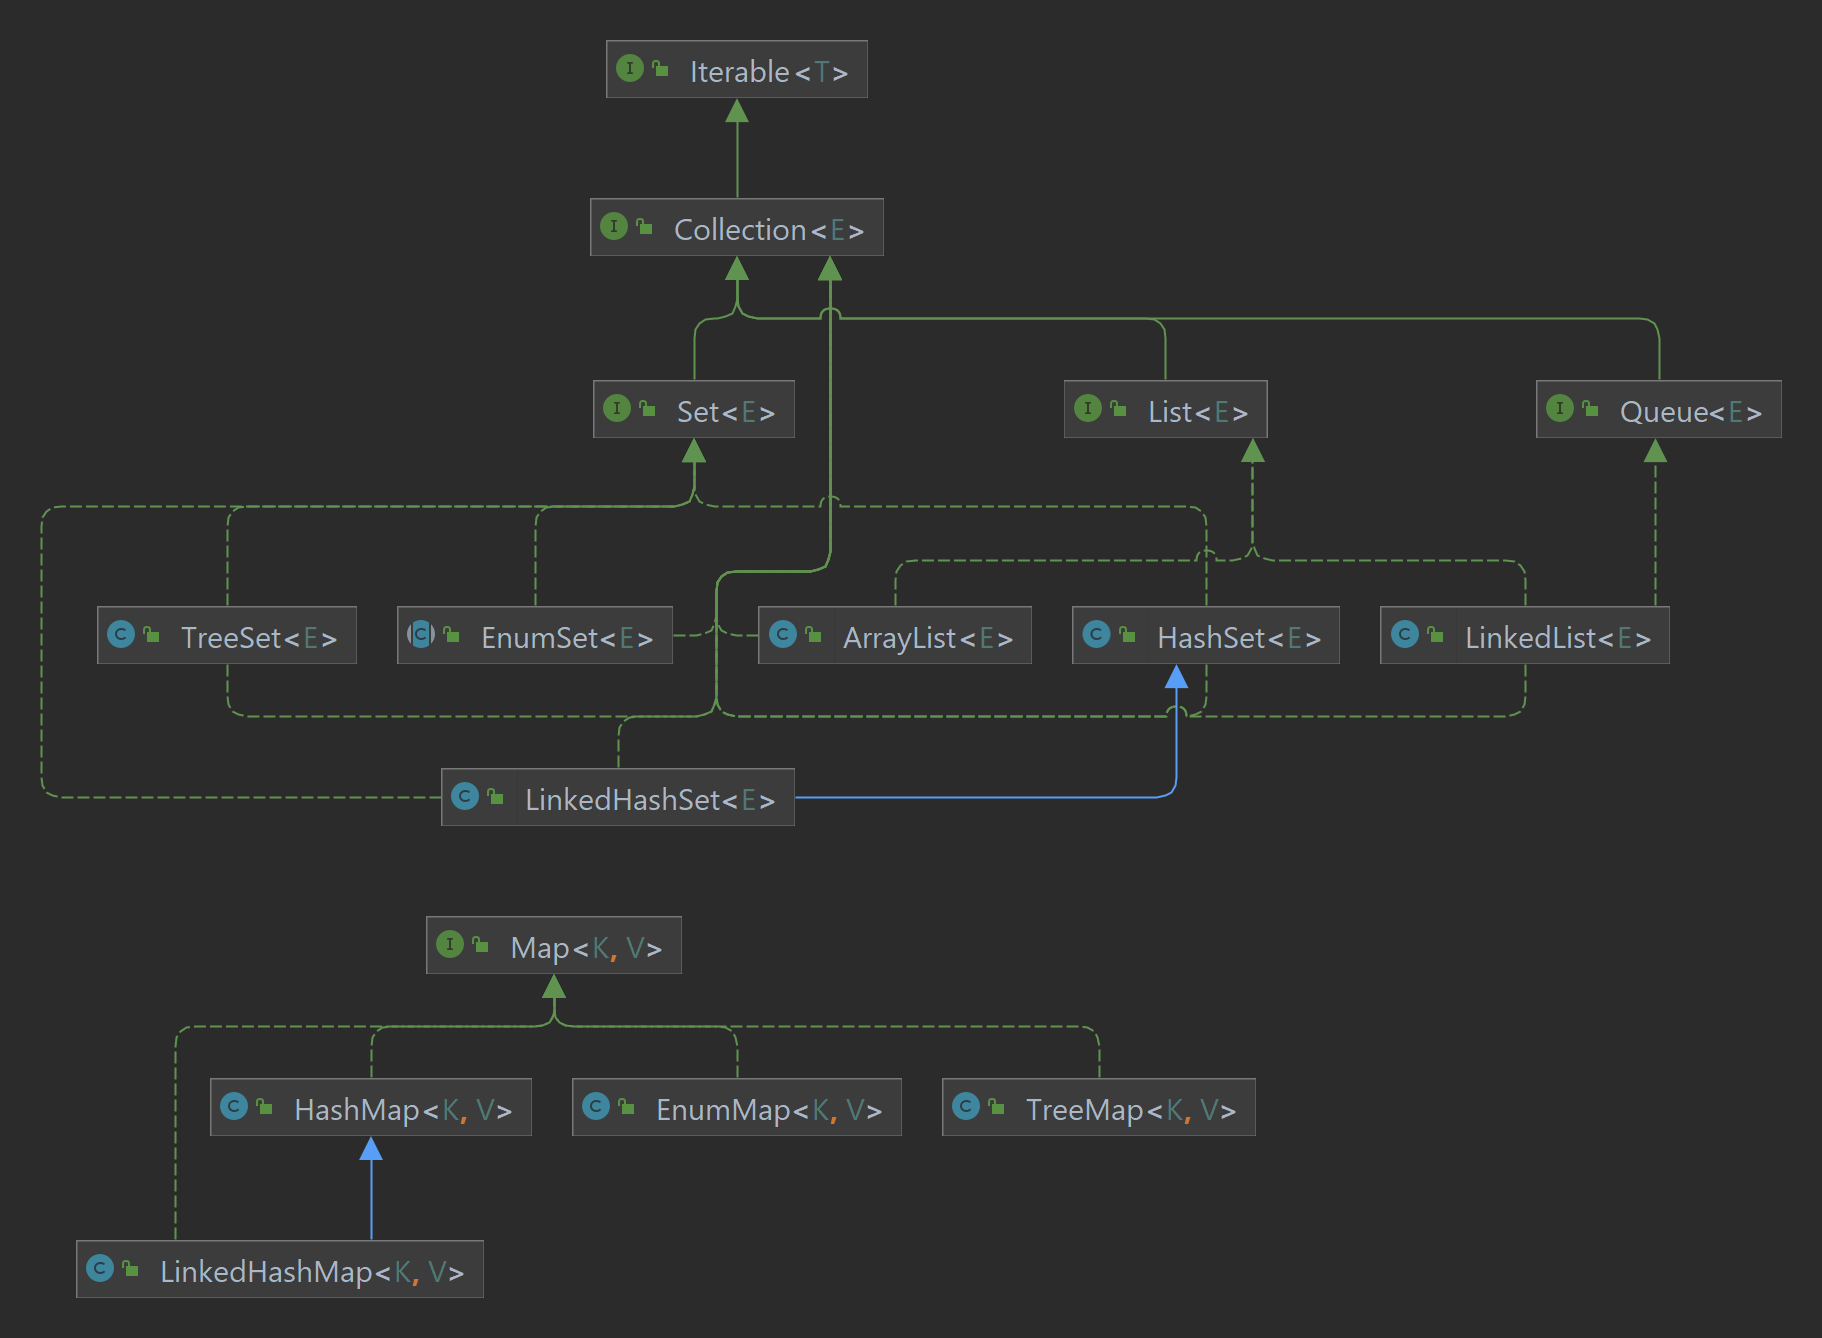 I Iterable<T>
I Collection<E>
I Set<E>
I List<E>
I Queue<E>
C TreeSet<E>
C EnumSet<E>
C ArrayList<E>
C HashSet<E>
C LinkedList<E>
C LinkedHashSet<E>
I Map<K, V>
C HashMap<K, V>
C EnumMap<K, V>
C TreeMap<K, V>
C LinkedHashMap<K, V>